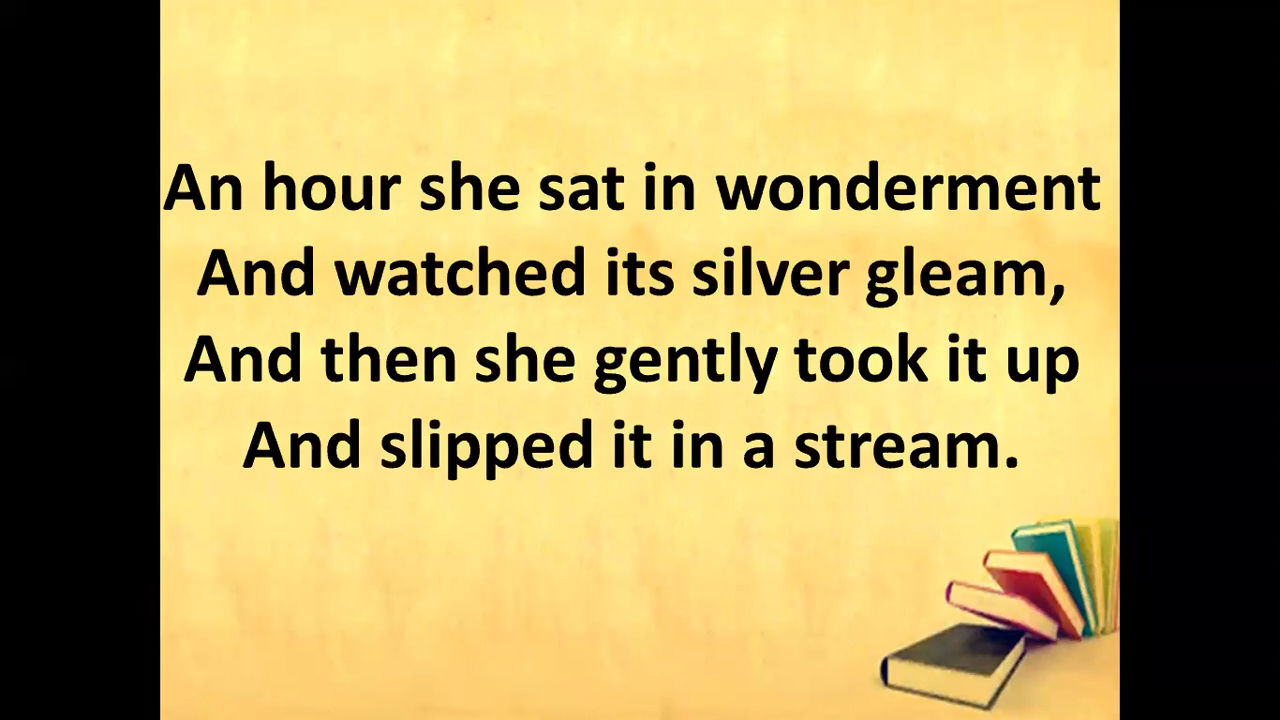 An hour she sat in wonderment
And watched its silver gleam,
And then she gently took it up
And slipped it in a stream.